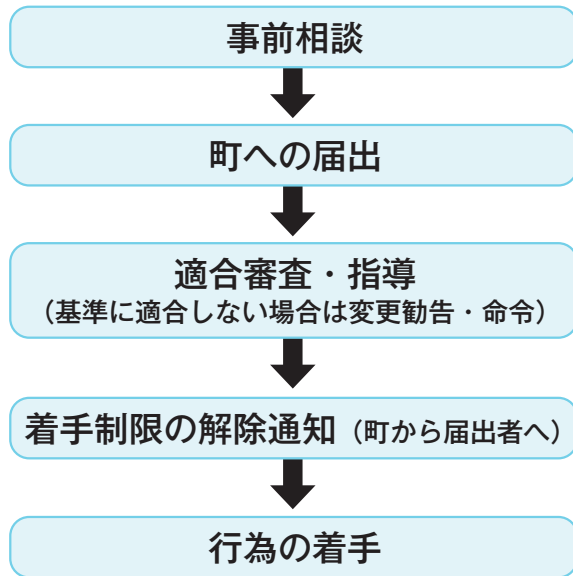 事前相談
町への届出
適合審査・指導
（基準に適合しない場合は変更勧告・命令）
着手制限の解除通知（町から届出者へ）
行為の着手